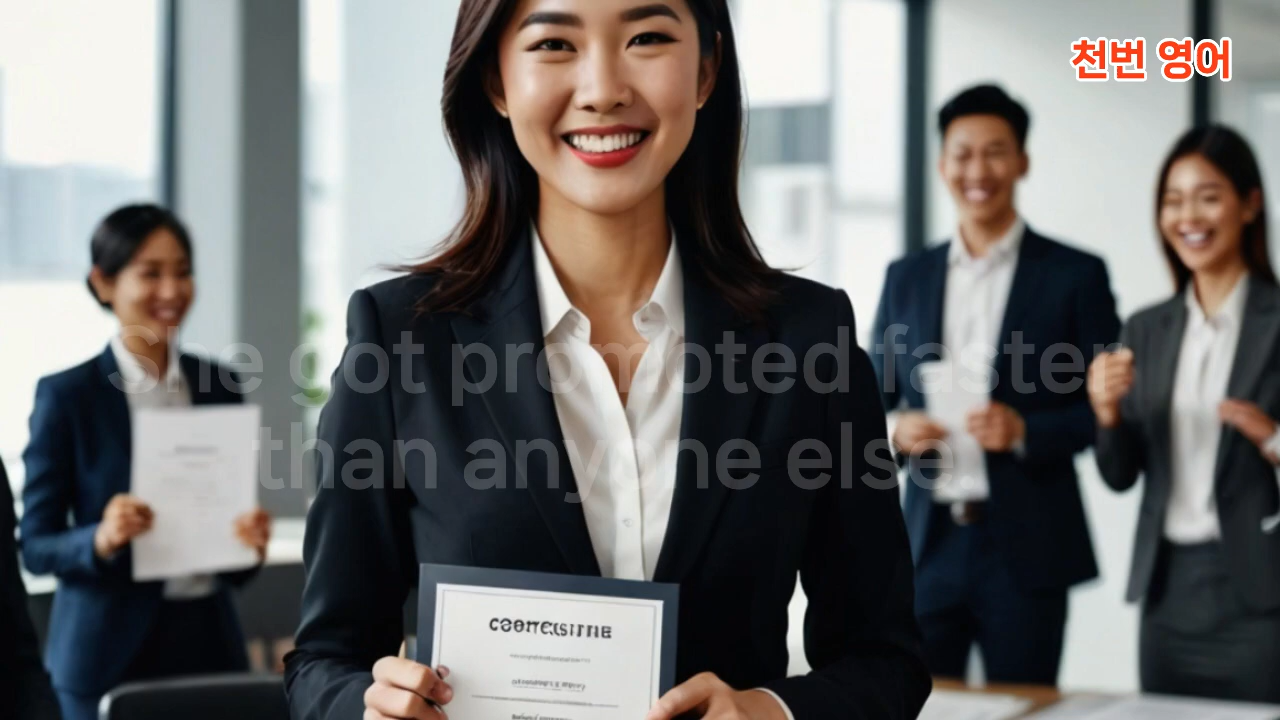 천번 영어
She got promoted faster
than anyone else.